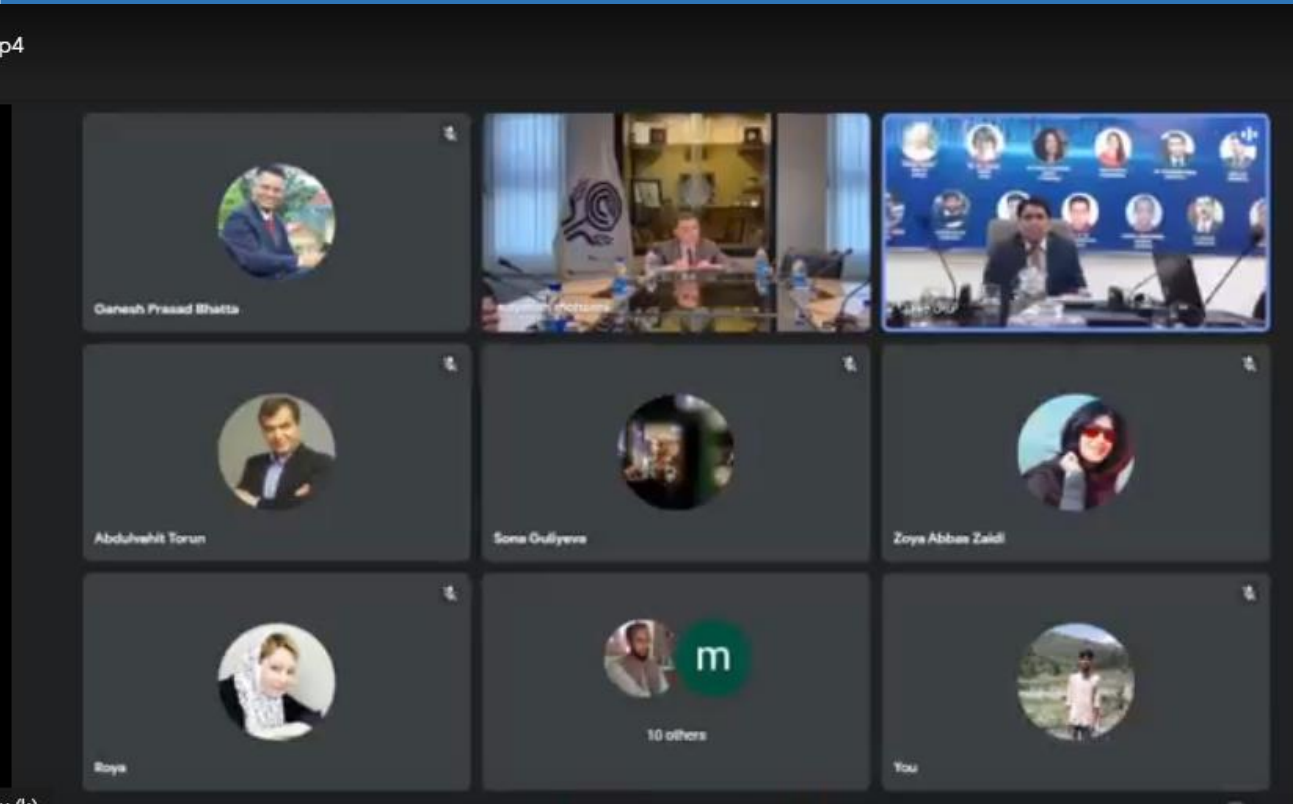 p4
Ganesh Prasad Bhatta
Abdulvahit Torun
Sona Guliyeva
Zoya Abbas Zaidi
Roya
m
10 others
You